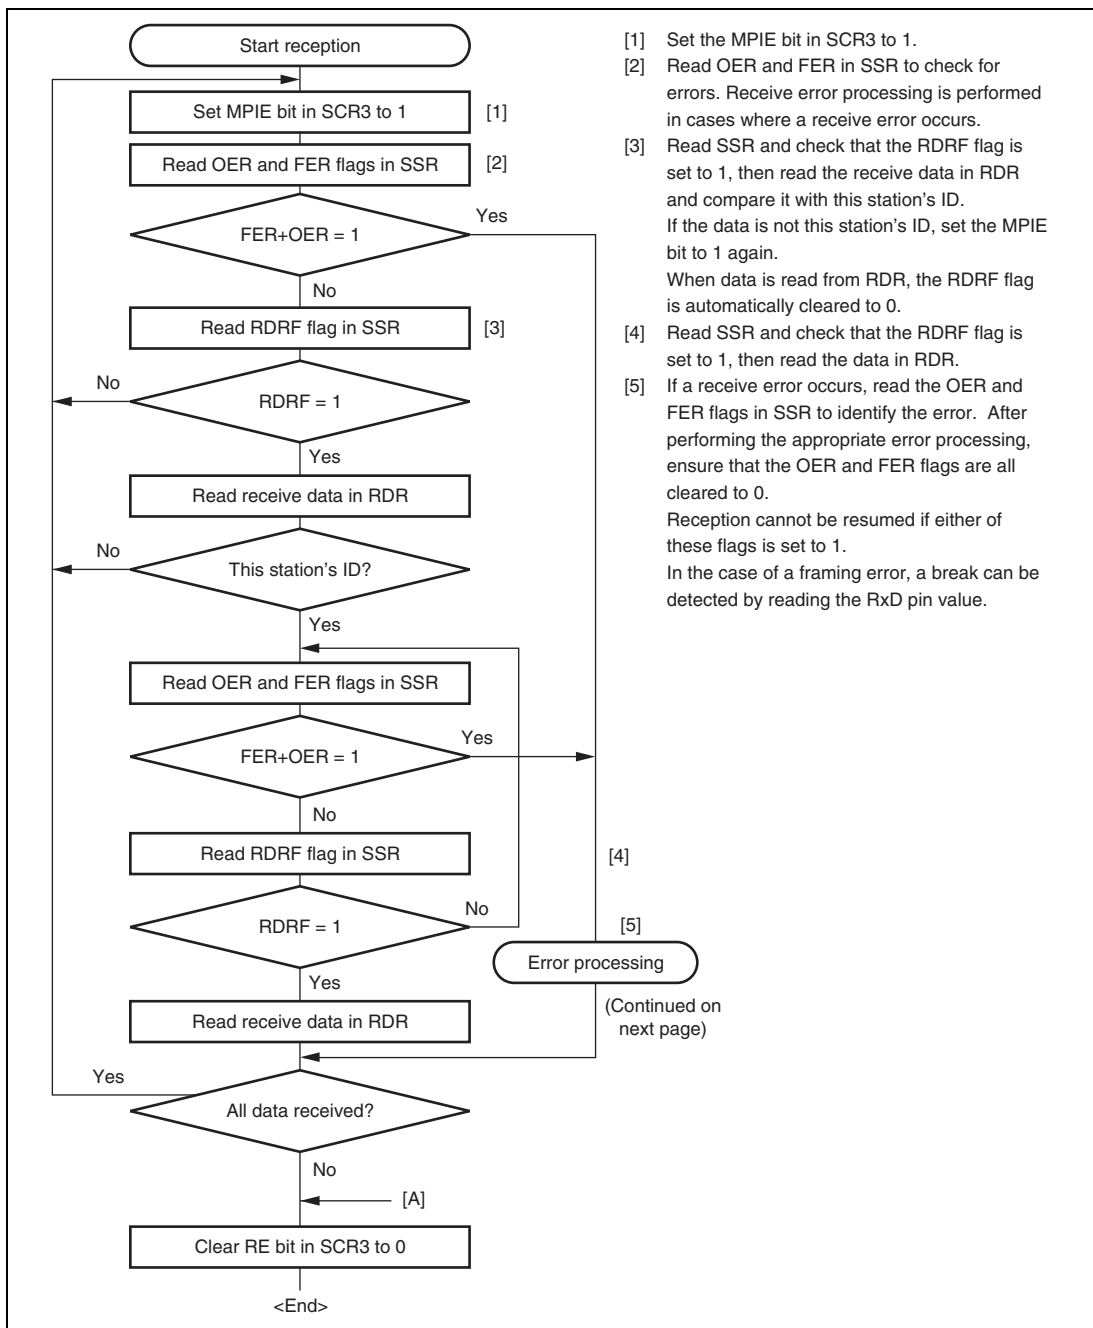 Start reception
Set MPIE bit in SCR3 to 1
[1]
Read OER and FER flags in SSR
[2]
Yes
FER+OER = 1
No
Read RDRF flag in SSR
[3]
No
RDRF = 1
Yes
Read receive data in RDR
No
This station's ID?
Yes
Read OER and FER flags in SSR
Yes
FER+OER = 1
No
Read RDRF flag in SSR
[4]
No
RDRF = 1
[5]
Error processing
Yes
(Continued on
next page)
Read receive data in RDR
Yes
All data received?
No
[A]
Clear RE bit in SCR3 to 0
<End>
[1] Set the MPIE bit in SCR3 to 1.
[2] Read OER and FER in SSR to check for
errors. Receive error processing is performed
in cases where a receive error occurs.
[3] Read SSR and check that the RDRF flag is
set to 1, then read the receive data in RDR
and compare it with this station's ID.
If the data is not this station's ID, set the MPIE
bit to 1 again.
When data is read from RDR, the RDRF flag
is automatically cleared to 0.
[4] Read SSR and check that the RDRF flag is
set to 1, then read the data in RDR.
[5] If a receive error occurs, read the OER and
FER flags in SSR to identify the error. After
performing the appropriate error processing,
ensure that the OER and FER flags are all
cleared to 0.
Reception cannot be resumed if either of
these flags is set to 1.
In the case of a framing error, a break can be
detected by reading the RxD pin value.